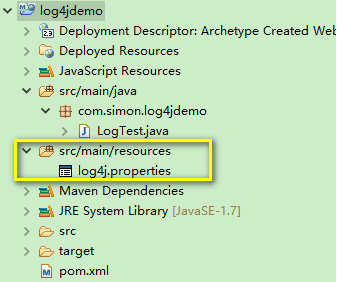 log4jdemo
Deployment Descriptor: Archetype Created Web
Deployed Resources
JavaScript Resources
src/main/java
com.simon.log4jdemo
LogTest.java
src/main/resources
log4j.properties
Maven Dependencies
JRE System Library [JavaSE-1.7]
src
target
pom.xml